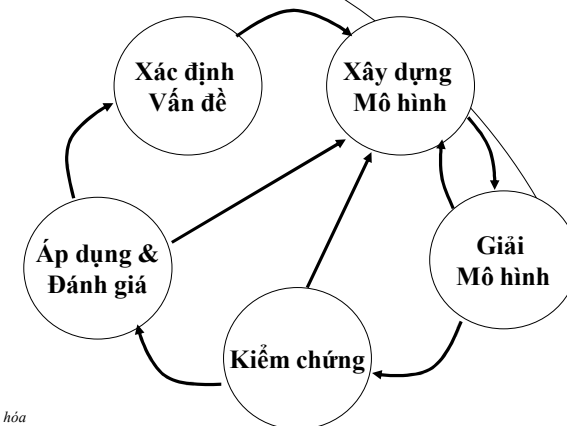 Xác định
Vấn đề
Xây dựng
Mô hình
Giải
Mô hình
Áp dụng &
Đánh giá
Kiểm chứng
hóa